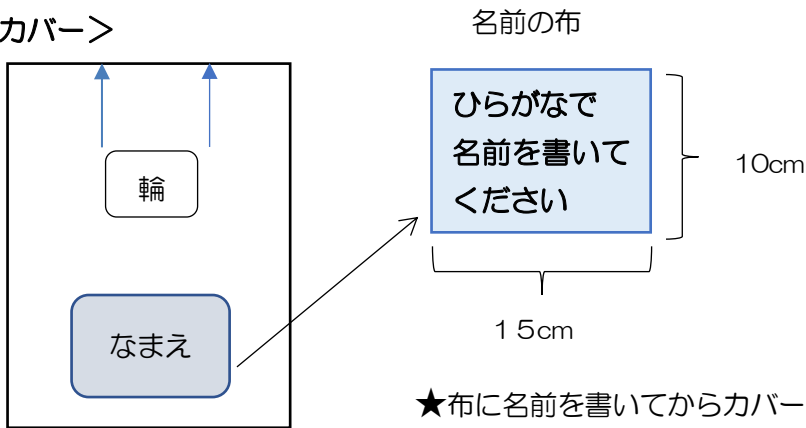 カバー＞
名前の布
ひらがなで
名前を書いて
ください
10cm
輪
なまえ
１５cm
★布に名前を書いてからカバー